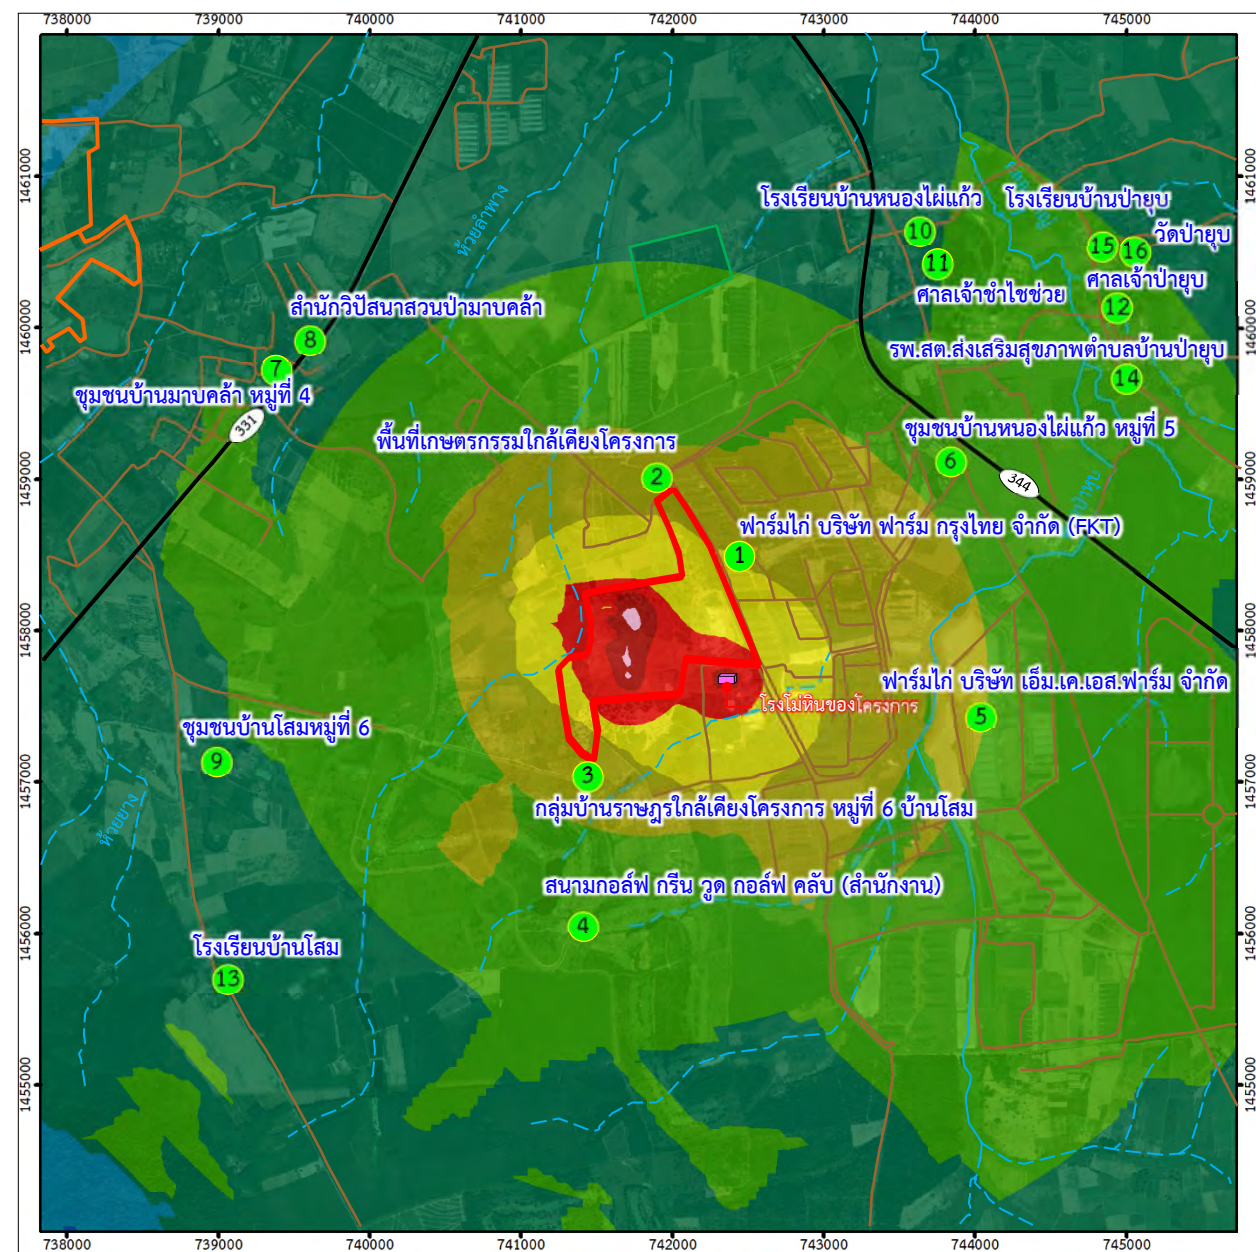 738000 739000 740000 741000 742000 743000 744000 745000
1461000 1461000
1460000 1460000
1459000 1459000
1458000 1458000
1457000 1457000
1456000 1456000
1455000 1455000
ห้วยลำพาง
โรงเรียนบ้านหนองไผ่แก้ว
10
11
ศาลเจ้าชำไชช่วย
โรงเรียนบ้านป่ายุบ
15
16
วัดป่ายุบ
ศาลเจ้าป่ายุบ
12
สำนักวิปัสนาสวนป่ามาบคล้า
8
7
ชุมชนบ้านมาบคล้า หมู่ที่ 4
331
รพ.สต.ส่งเสริมสุขภาพตำบลบ้านป่ายุบ
14
พื้นที่เกษตรกรรมใกล้เคียงโครงการ
2
ชุมชนบ้านหนองไผ่แก้ว หมู่ที่ 5
6
344
ฟาร์มไก่ บริษัท ฟาร์ม กรุงไทย จำกัด (FKT)
1
ฟาร์มไก่ บริษัท เอ็ม.เค.เอส.ฟาร์ม จำกัด
5
โรงโม่หินของโครงการ
ชุมชนบ้านโสมหมู่ที่ 6
9
ห้วยยาง
3
กลุ่มบ้านราษฎรใกล้เคียงโครงการ หมู่ที่ 6 บ้านโสม
สนามกอล์ฟ กรีน วูด กอล์ฟ คลับ (สำนักงาน)
4
โรงเรียนบ้านโสม
13
738000 739000 740000 741000 742000 743000 744000 745000